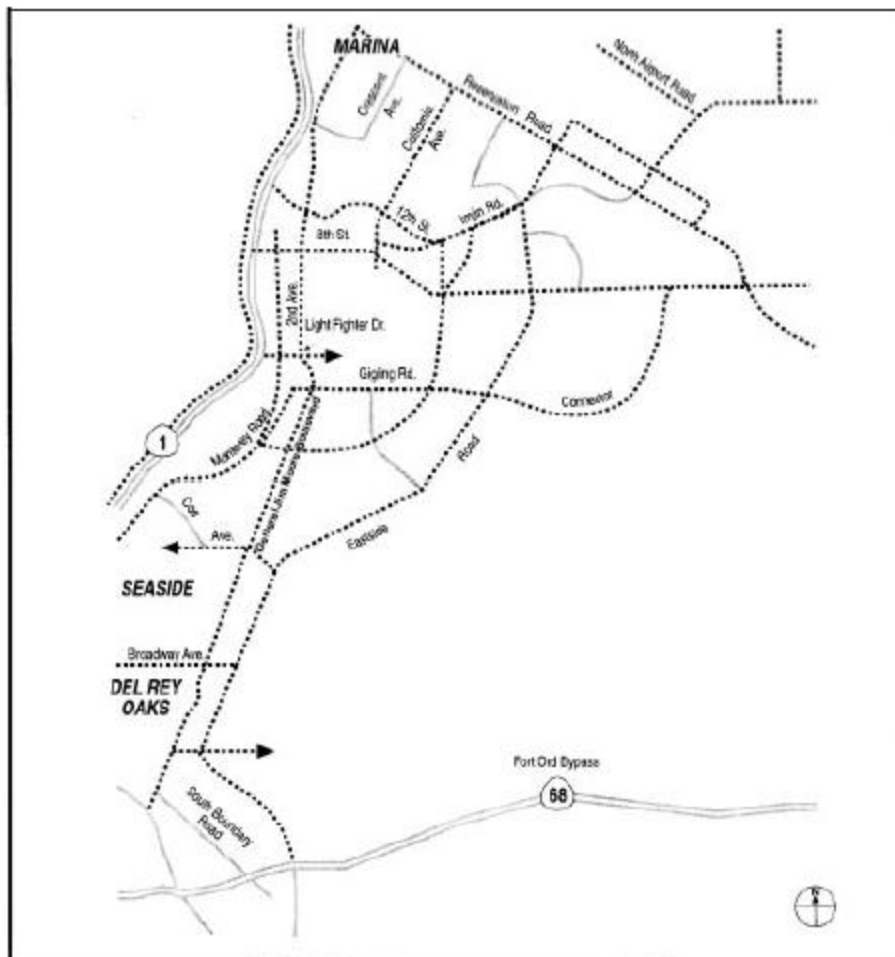 MARINA
North Airport Road
Crescent
Ave.
California
Ave.
Reservation Road
12th St.
Imjin Rd.
8th St.
2nd Ave.
Light Fighter Dr.
Gigling Rd.
Connector
1
Monterey Road
General Jim Moore Boulevard
Road
Coe
Ave.
Eastside
SEASIDE
Broadway Ave.
DEL REY
OAKS
Fort Ord Bypass
68
South Boundary
Road
N